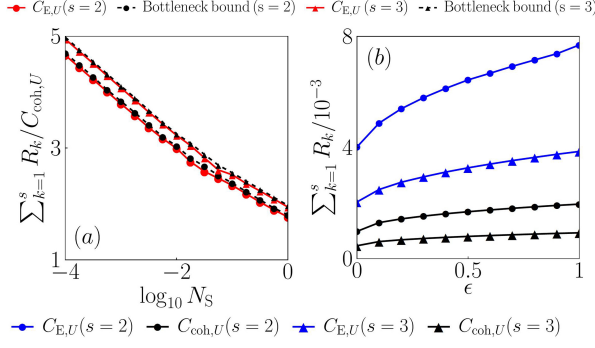 C_{E,U}(s = 2) Bottleneck bound (s = 2) C_{E,U}(s = 3) Bottleneck bound (s = 3)
∑_{k=1}^{s} R_k/C_{coh,U}
5
3
1
(a)
−4 −2 0
log_{10} N_S
∑_{k=1}^{s} R_k/10^{−3}
8
4
0
(b)
0 0.5 1
ϵ
C_{E,U}(s = 2) C_{coh,U}(s = 2) C_{E,U}(s = 3) C_{coh,U}(s = 3)